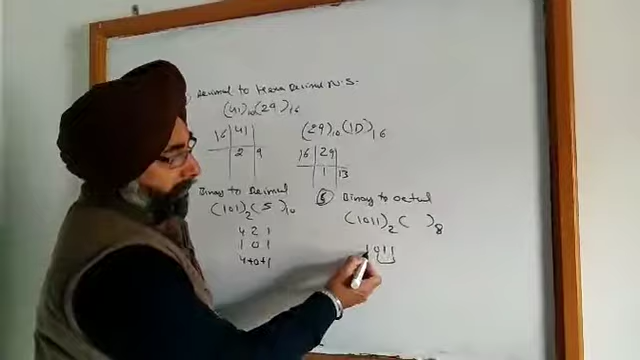 Decimal to Hexa Decimal N.S.
(41)10(29)16
16 41
2 9
(29)10(1D)16
16 29
1 13
Binary to Decimal
(101)2(5)10
4 2 1
1 0 1
4+0+1
6 Binary to octal
(1011)2( )8
1011